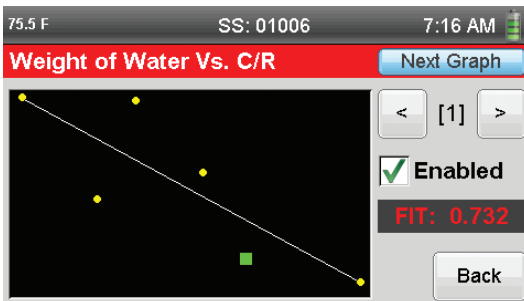 75.5 F SS: 01006 7:16 AM
Weight of Water Vs. C/R Next Graph
< [1] >
Enabled
FIT: 0.732
Back